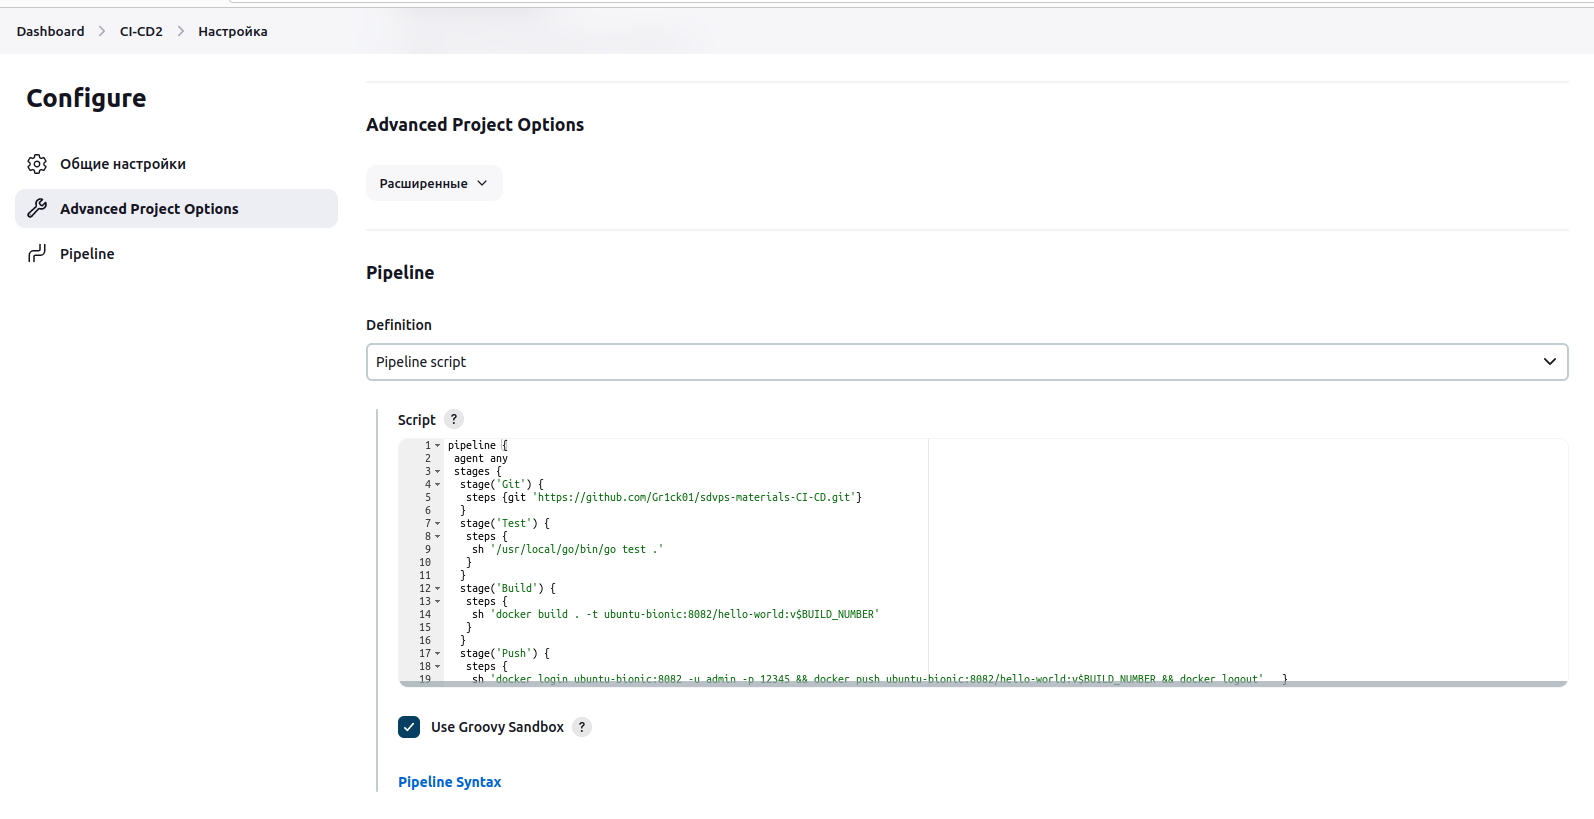 Dashboard > CI-CD2 > Настройка
Configure
Общие настройки
Advanced Project Options
Pipeline
Advanced Project Options
Расширенные
Pipeline
Definition
Pipeline script
Script ?
1 pipeline {
2 agent any
3 stages {
4 stage('Git') {
5 steps {git 'https://github.com/Gr1ck01/sdvps-materials-CI-CD.git'}
6 }
7 stage('Test') {
8 steps {
9 sh '/usr/local/go/bin/go test .'
10 }
11 }
12 stage('Build') {
13 steps {
14 sh 'docker build . -t ubuntu-bionic:8082/hello-world:v$BUILD_NUMBER'
15 }
16 }
17 stage('Push') {
18 steps {
19 sh 'docker login ubuntu-bionic:8082 -u admin -p 12345 && docker push ubuntu-bionic:8082/hello-world:v$BUILD_NUMBER && docker logout' }
Use Groovy Sandbox ?
Pipeline Syntax